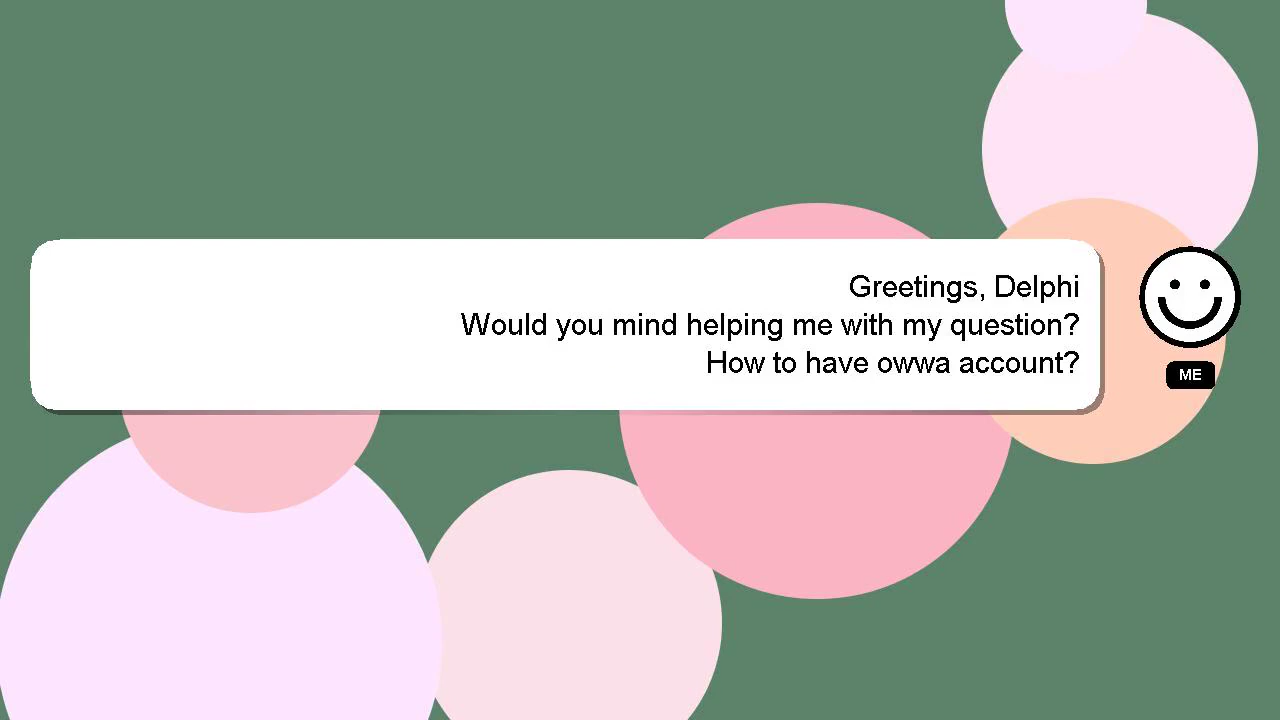 Greetings, Delphi
Would you mind helping me with my question?
How to have owwa account?
ME